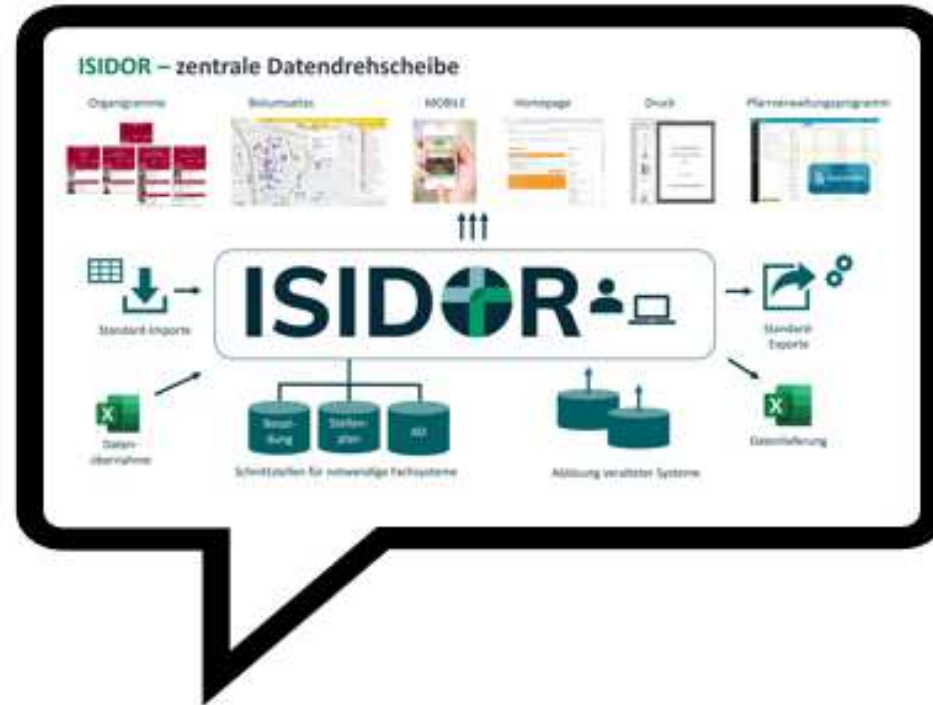 ISIDOR – zentrale Datendrehscheibe
Organigramme
Bistumsatlas
MOBILE
Homepage
Druck
Pfarrverwaltungsprogramm
ISIDOR
Standard-Importe
Standard-
Exporte
Daten-
übernahme
Besol-
dung
Stellen-
plan
Schnittstellen für notwendige Fachsysteme
Ablösung veralteter Systeme
Datenlieferung